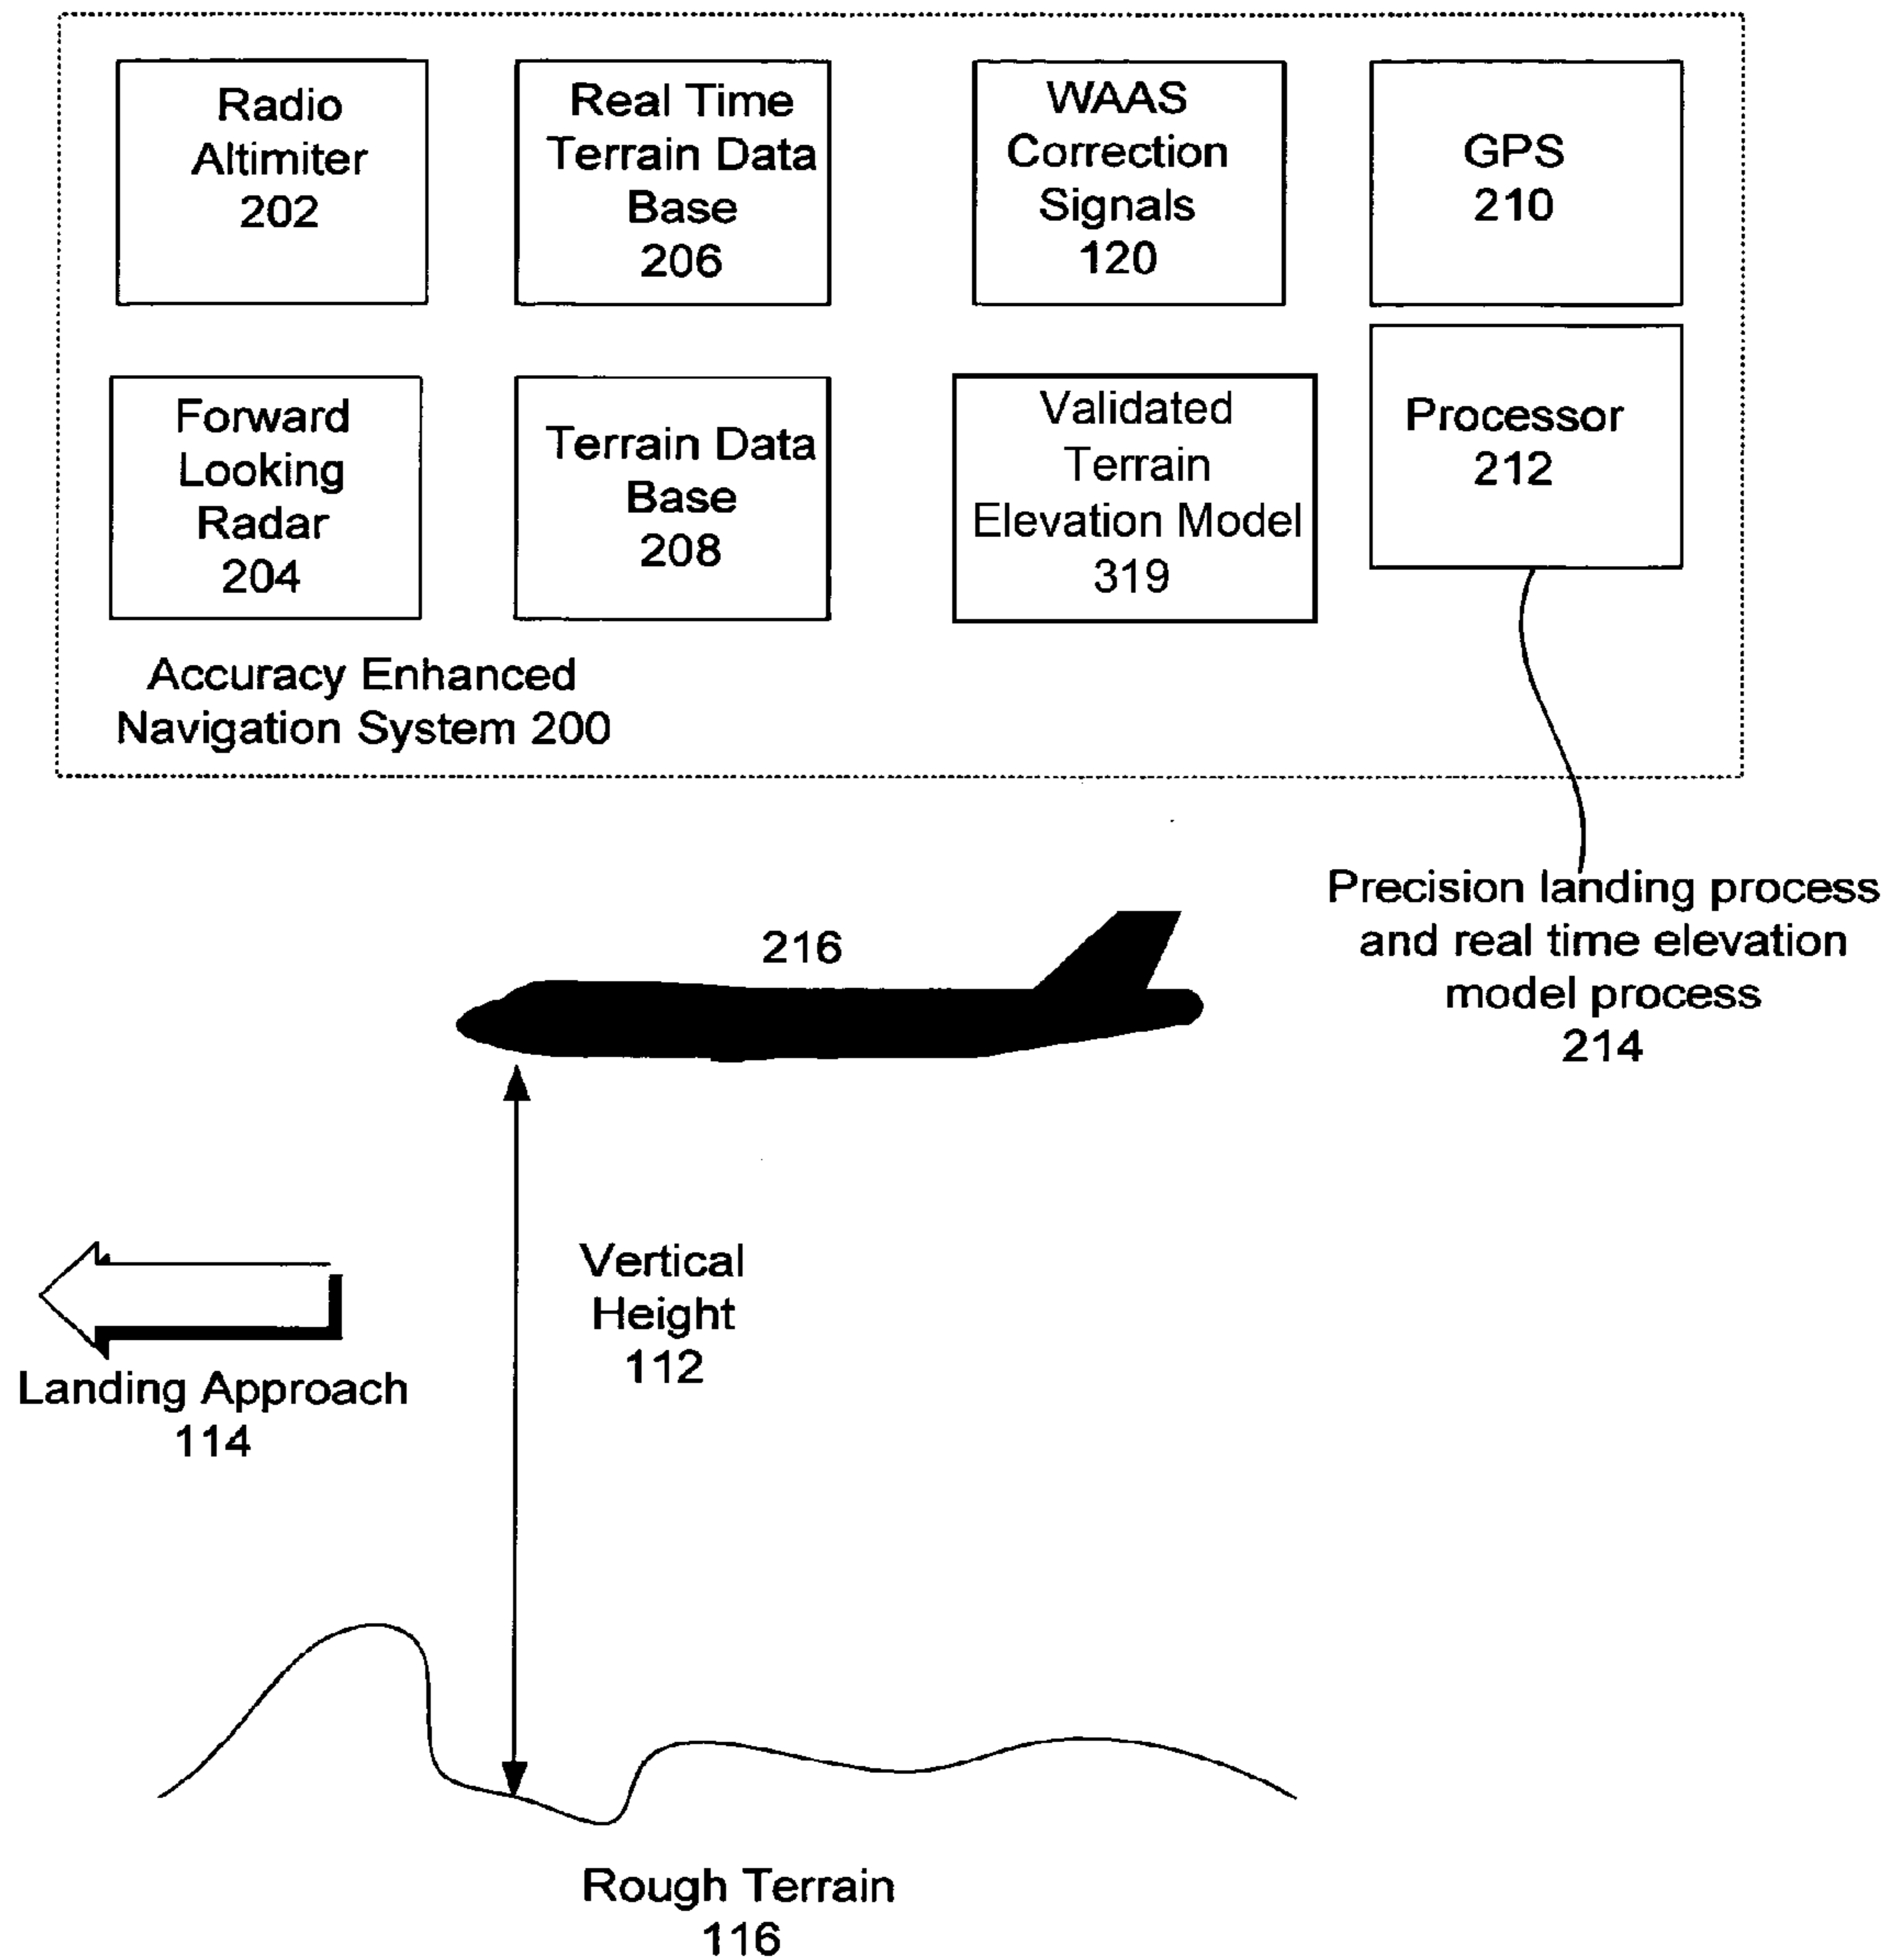 Radio
Altimiter
202
Real Time
Terrain Data
Base
206
WAAS
Correction
Signals
120
GPS
210
Forward
Looking
Radar
204
Terrain Data
Base
208
Validated
Terrain
Elevation Model
319
Processor
212
Accuracy Enhanced
Navigation System 200
Precision landing process
and real time elevation
model process
214
216
Vertical
Height
112
Landing Approach
114
Rough Terrain
116